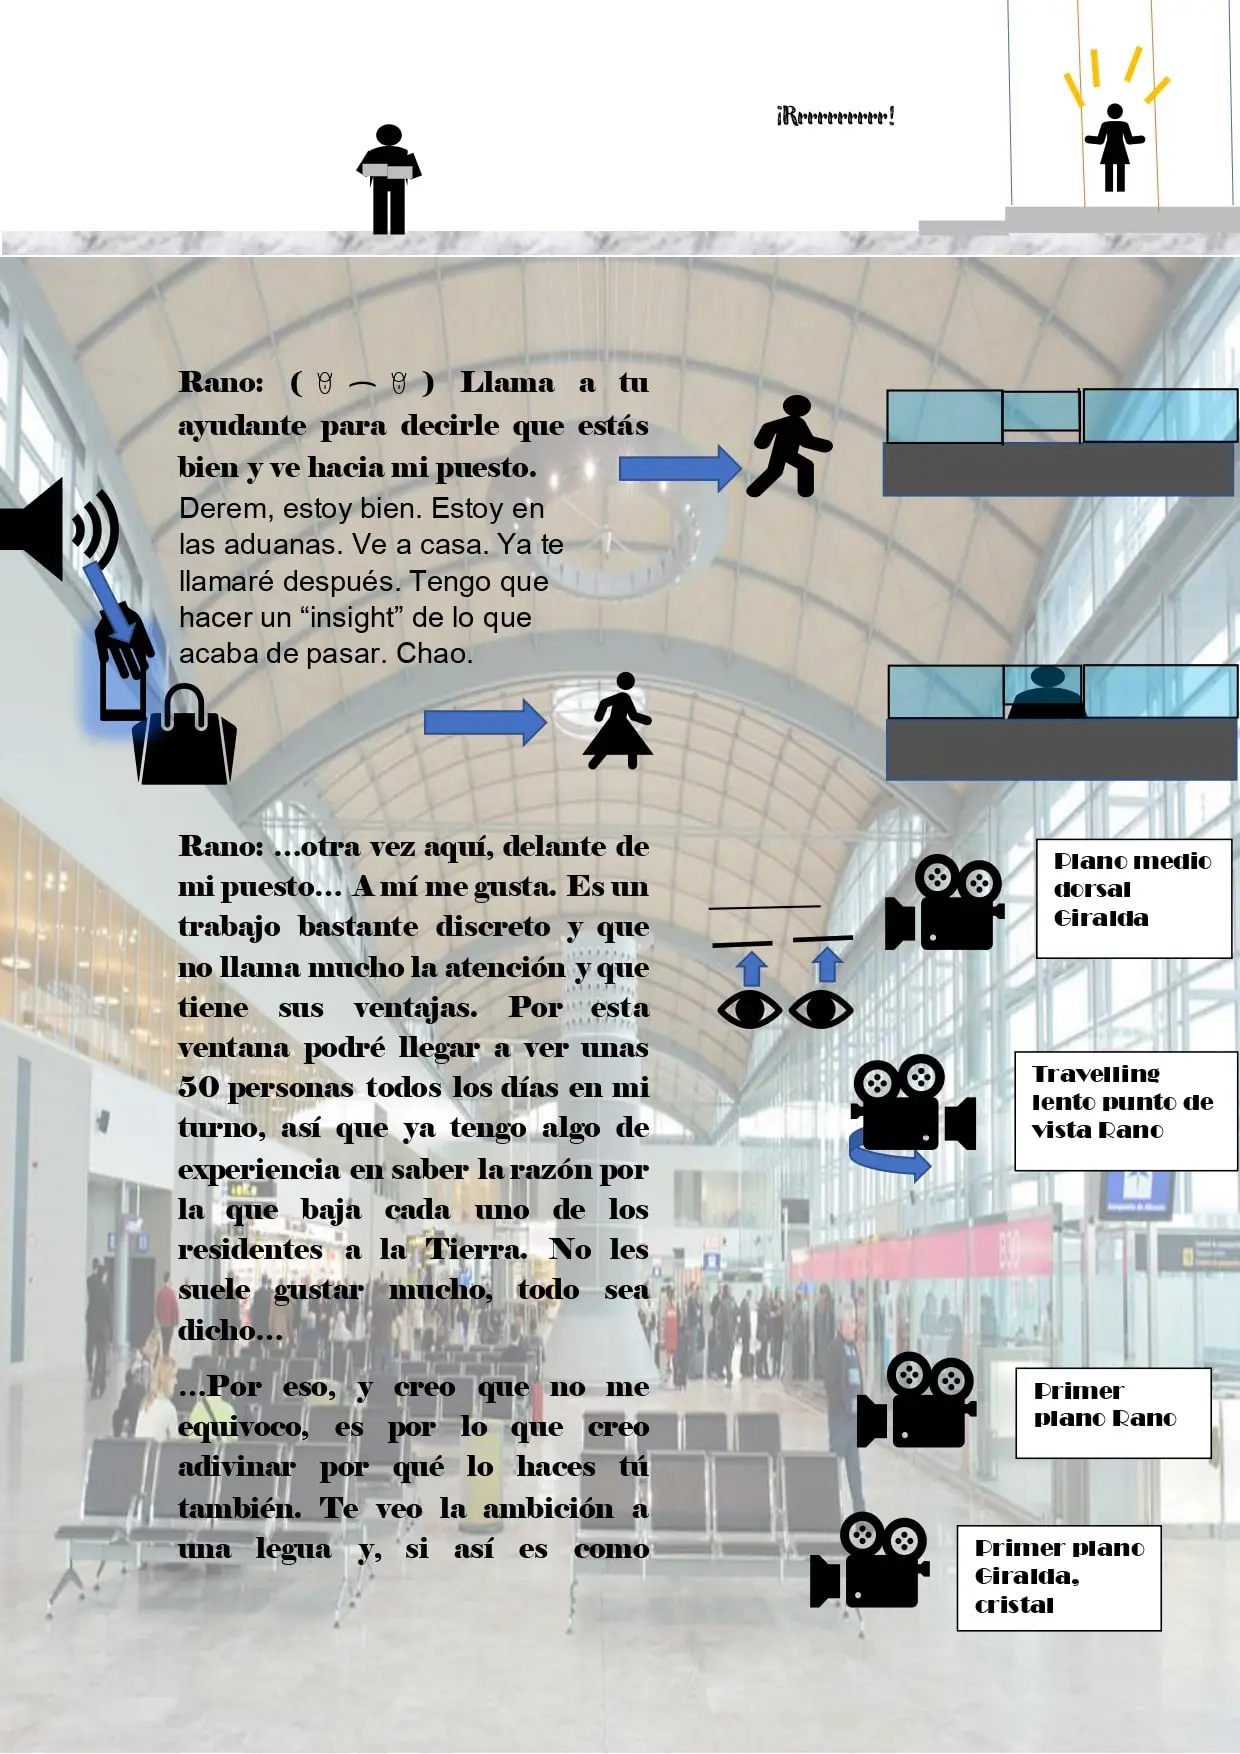 ¡Rrrrrrrrr!
Rano: ( ) Llama a tu
ayudante para decirle que estás
bien y ve hacia mi puesto.
Derem, estoy bien. Estoy en
las aduanas. Ve a casa. Ya te
llamaré después. Tengo que
hacer un “insight” de lo que
acaba de pasar. Chao.
Rano: ...otra vez aquí, delante de
mi puesto... A mí me gusta. Es un
trabajo bastante discreto y que
no llama mucho la atención y que
tiene sus ventajas. Por esta
ventana podré llegar a ver unas
50 personas todos los días en mi
turno, así que ya tengo algo de
experiencia en saber la razón por
la que baja cada uno de los
residentes a la Tierra. No les
suele gustar mucho, todo sea
dicho...
...Por eso, y creo que no me
equivoco, es por lo que creo
adivinar por qué lo haces tú
también. Te veo la ambición a
una legua y, si así es como
Plano medio
dorsal
Giralda
Travelling
lento punto de
vista Rano
Primer
plano Rano
Primer plano
Giralda,
cristal
B30